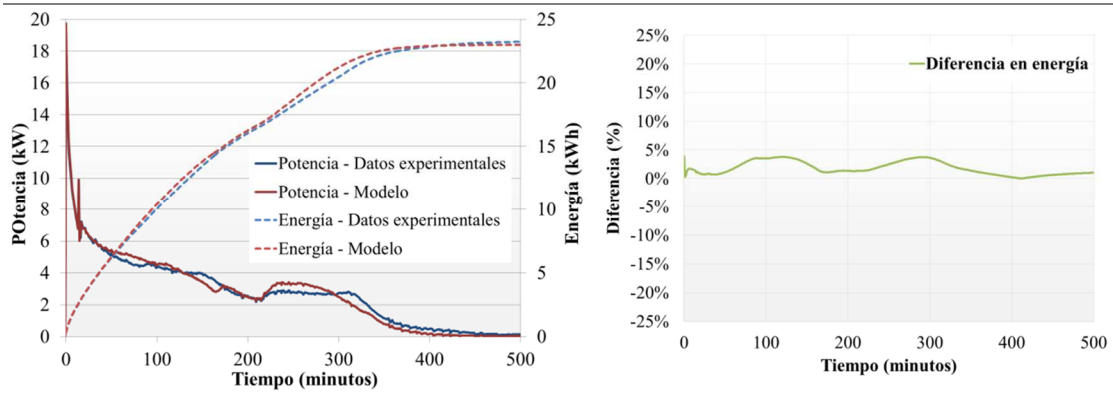 20
18
16
14
12
10
8
6
4
2
0
POtencia (kW)
25
20
15
10
5
0
Energía (kWh)
Potencia - Datos experimentales
Potencia - Modelo
Energía - Datos experimentales
Energía - Modelo
0 100 200 300 400 500
Tiempo (minutos)
25%
20%
15%
10%
5%
0%
-5%
-10%
-15%
-20%
-25%
Diferencia (%)
Diferencia en energía
0 100 200 300 400 500
Tiempo (minutos)